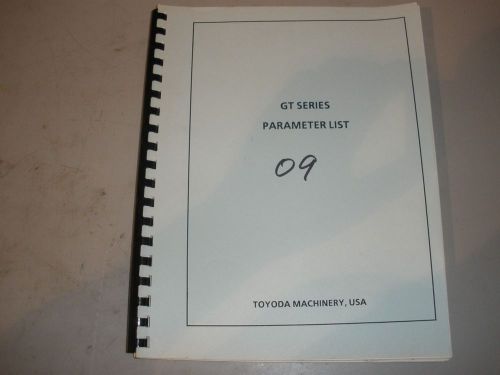 GT SERIES
PARAMETER LIST
09
TOYODA MACHINERY, USA